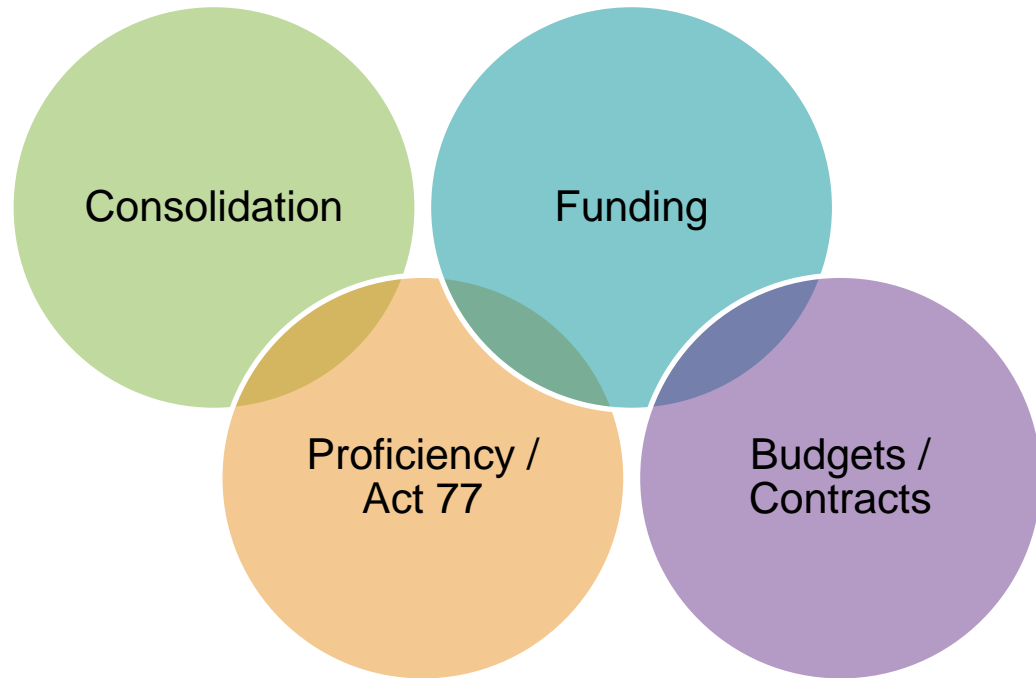 Consolidation
Funding
Proficiency /
Act 77
Budgets /
Contracts